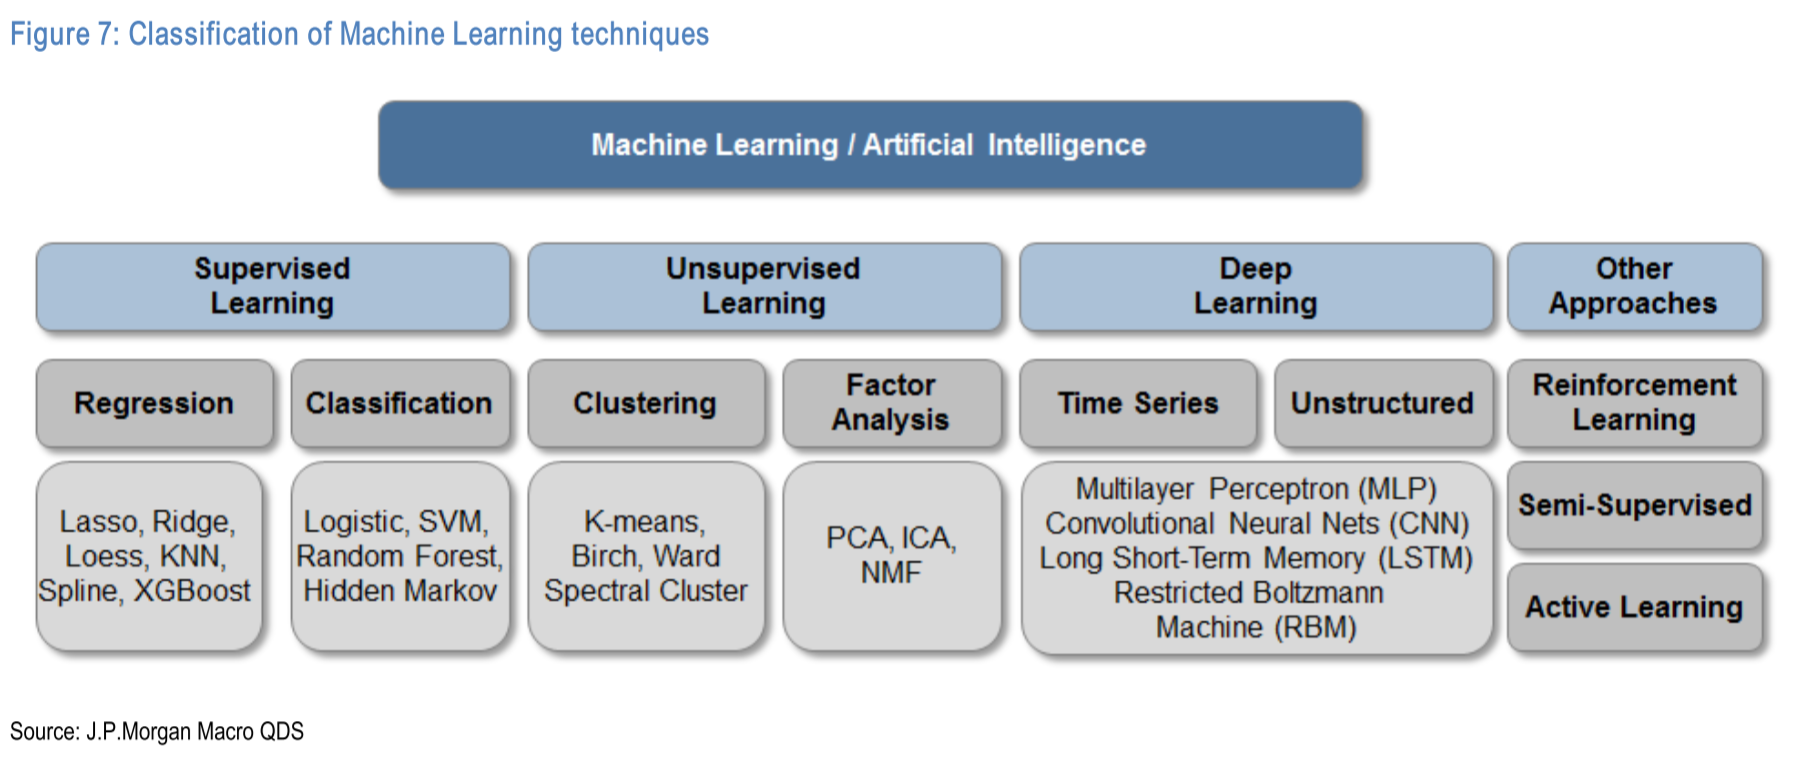 Figure 7: Classification of Machine Learning techniques
Machine Learning / Artificial Intelligence
Supervised
Learning
Unsupervised
Learning
Deep
Learning
Other
Approaches
Regression
Classification
Clustering
Factor
Analysis
Time Series
Unstructured
Reinforcement
Learning
Lasso, Ridge,
Loess, KNN,
Spline, XGBoost
Logistic, SVM,
Random Forest,
Hidden Markov
K-means,
Birch, Ward
Spectral Cluster
PCA, ICA,
NMF
Multilayer Perceptron (MLP)
Convolutional Neural Nets (CNN)
Long Short-Term Memory (LSTM)
Restricted Boltzmann
Machine (RBM)
Semi-Supervised
Active Learning
Source: J.P.Morgan Macro QDS